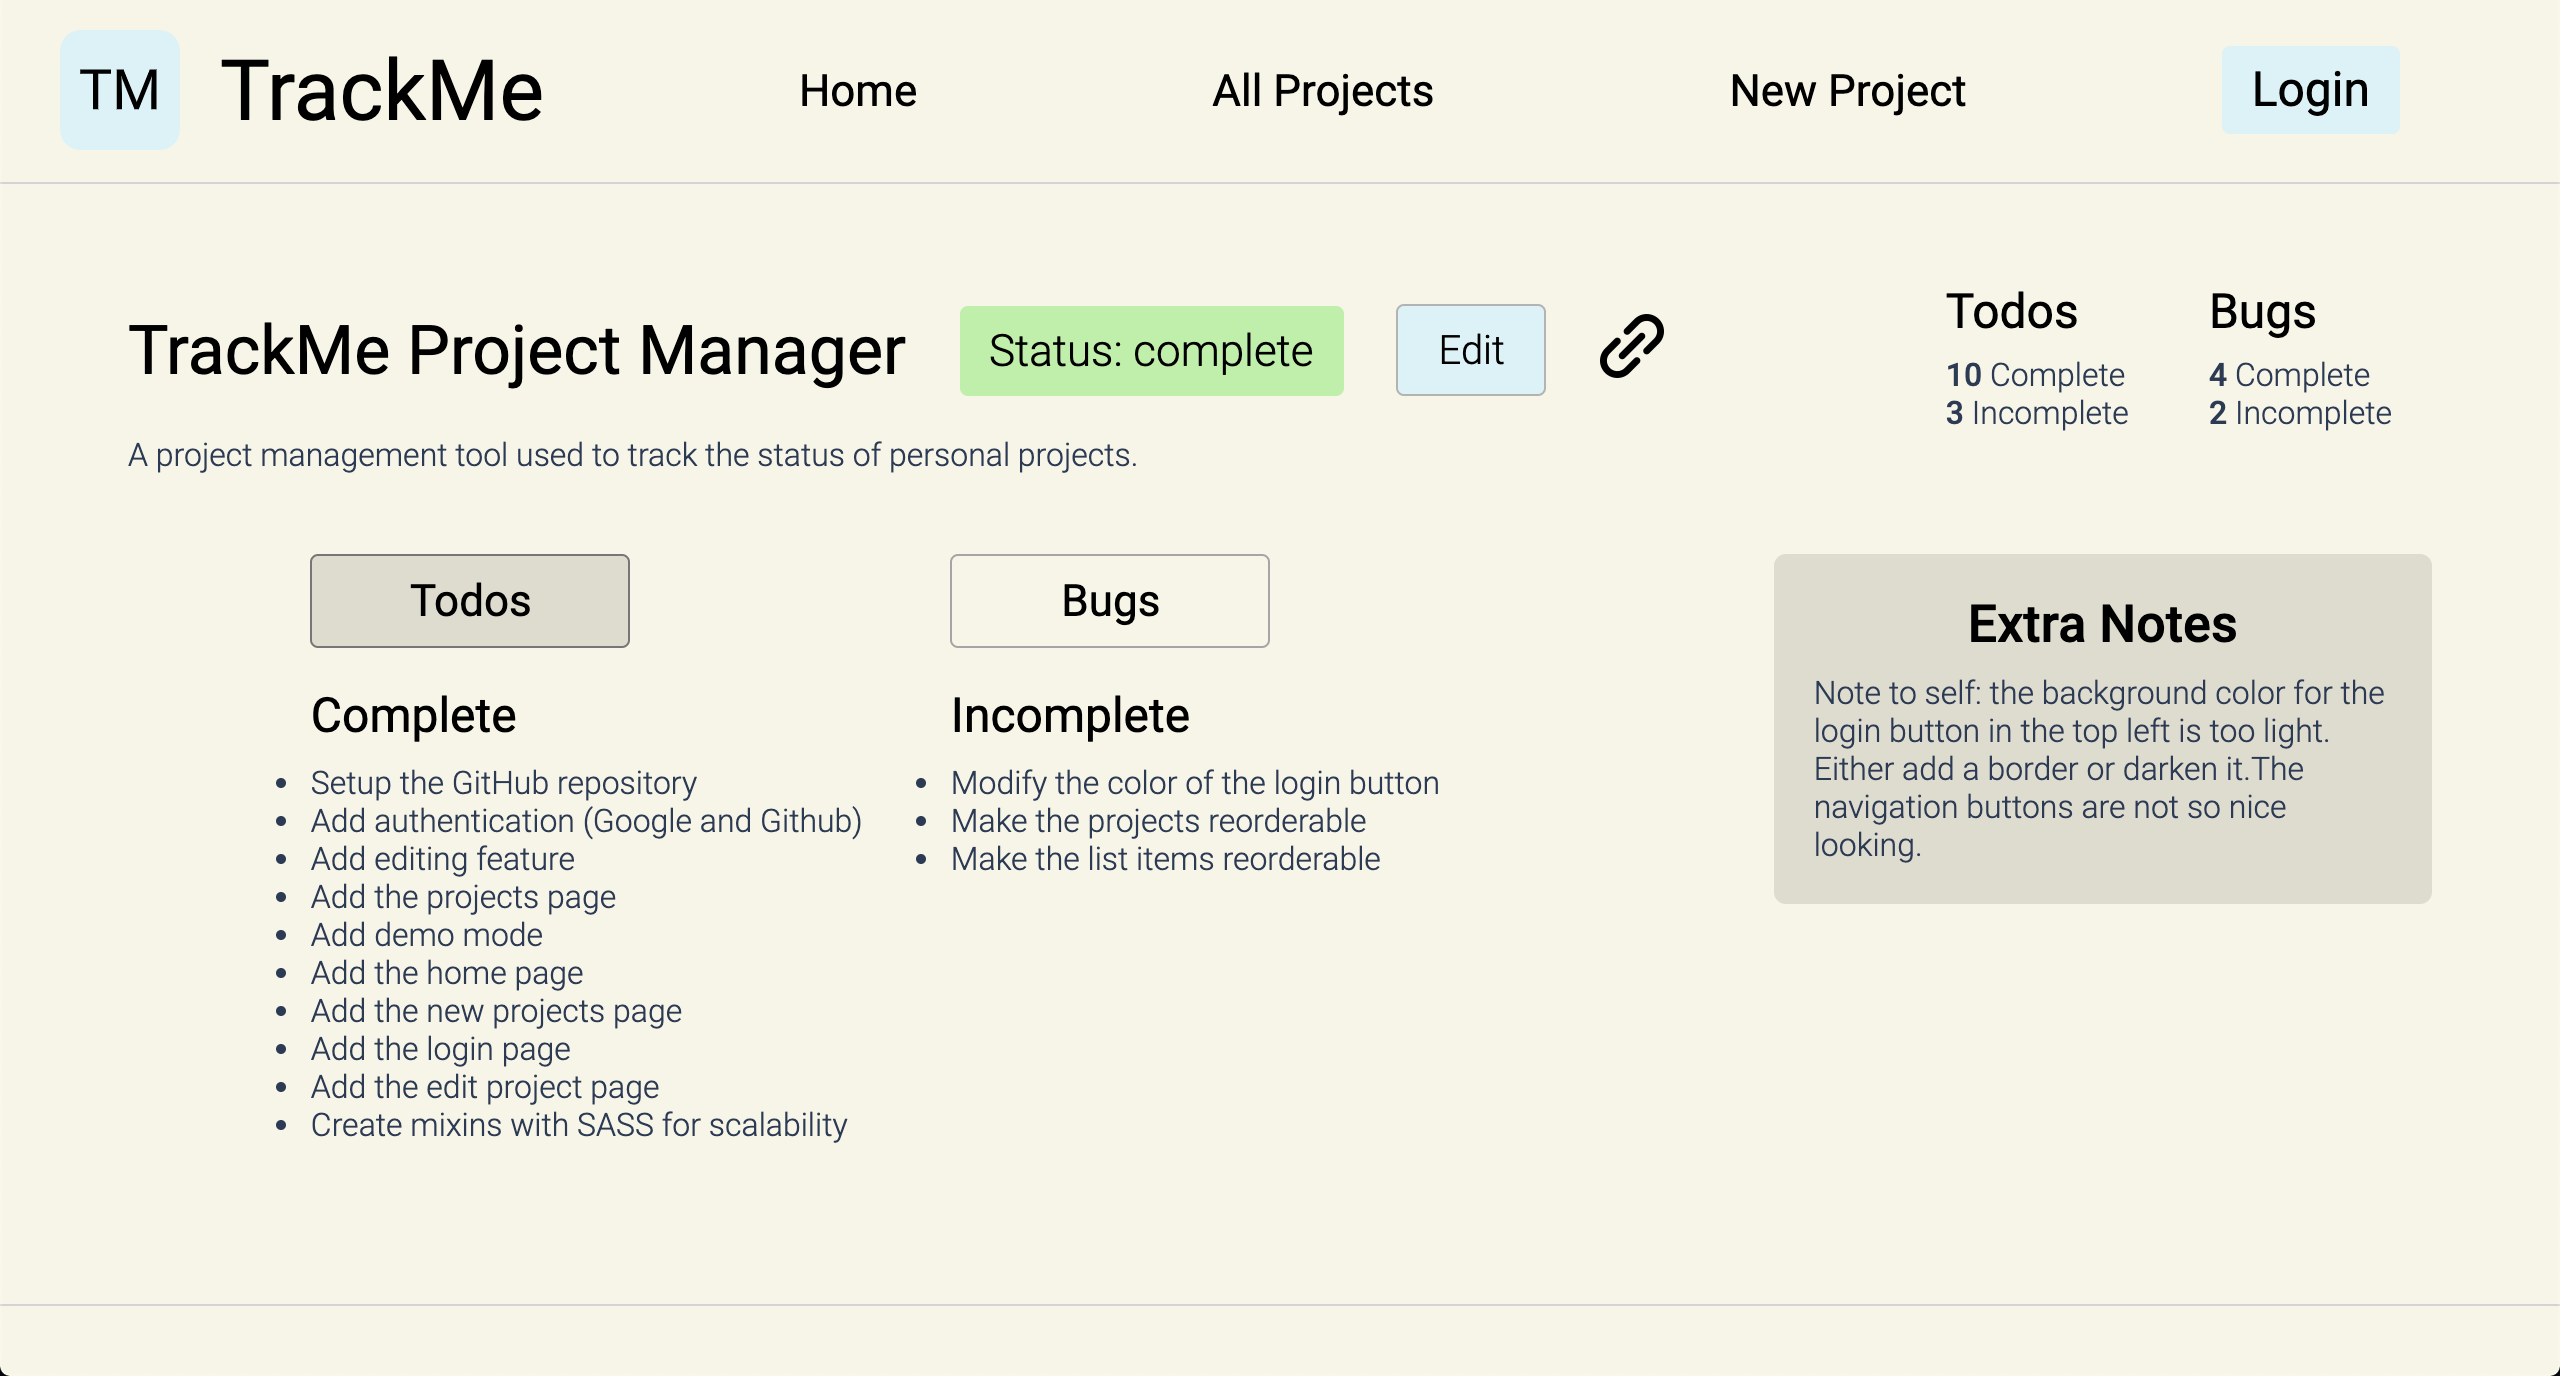 TM TrackMe Home All Projects New Project Login
TrackMe Project Manager
Status: complete
Edit
A project management tool used to track the status of personal projects.
Todos
10 Complete
3 Incomplete
Bugs
4 Complete
2 Incomplete
Todos
Bugs
Complete
Setup the GitHub repository
Add authentication (Google and Github)
Add editing feature
Add the projects page
Add demo mode
Add the home page
Add the new projects page
Add the login page
Add the edit project page
Create mixins with SASS for scalability
Incomplete
Modify the color of the login button
Make the projects reorderable
Make the list items reorderable
Extra Notes
Note to self: the background color for the
login button in the top left is too light.
Either add a border or darken it.The
navigation buttons are not so nice
looking.